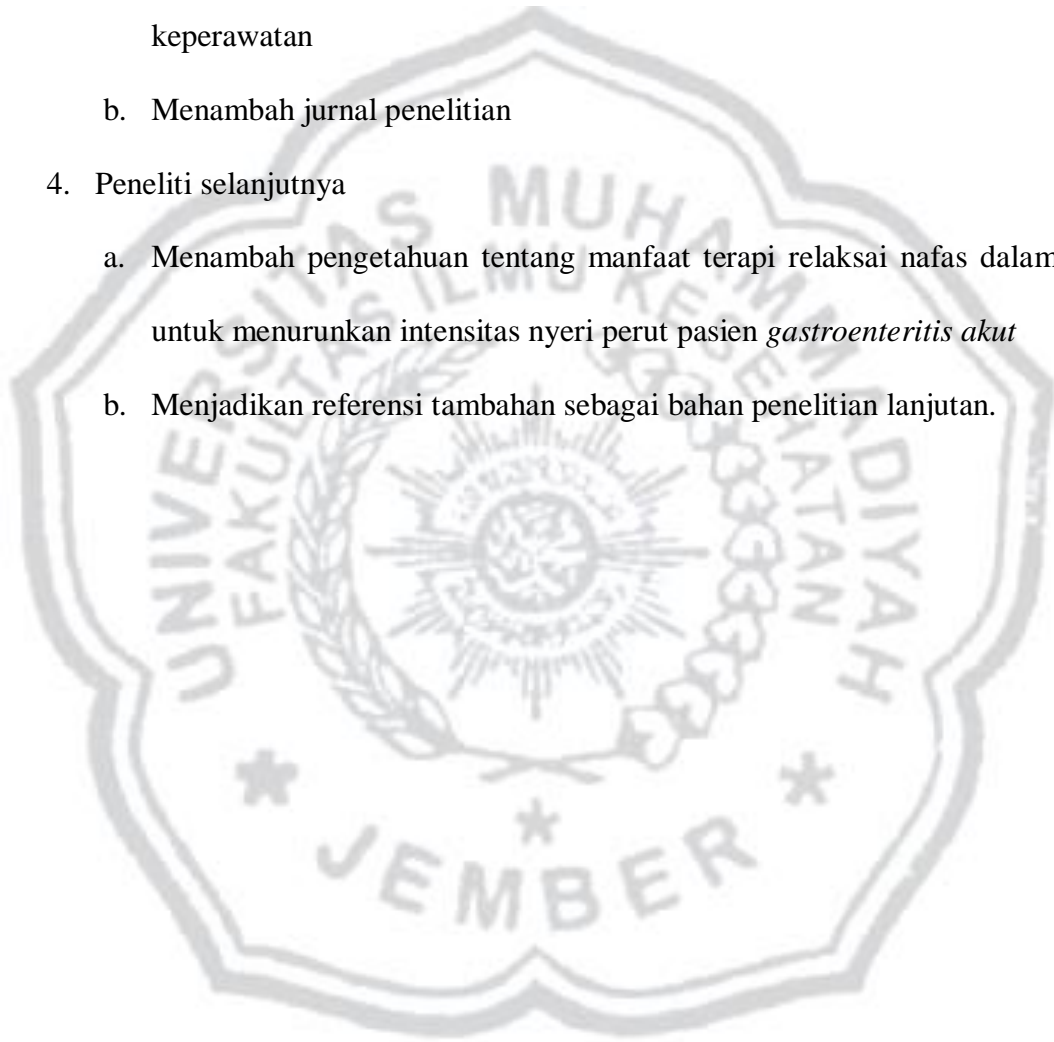 keperawatan
b. Menambah jurnal penelitian
4. Peneliti selanjutnya
a. Menambah pengetahuan tentang manfaat terapi relaksai nafas dalam
untuk menurunkan intensitas nyeri perut pasien gastroenteritis akut
b. Menjadikan referensi tambahan sebagai bahan penelitian lanjutan.
UNIVERSITAS MUHAMMADIYAH
FAKULTAS ILMU KESEHATAN
JEMBER